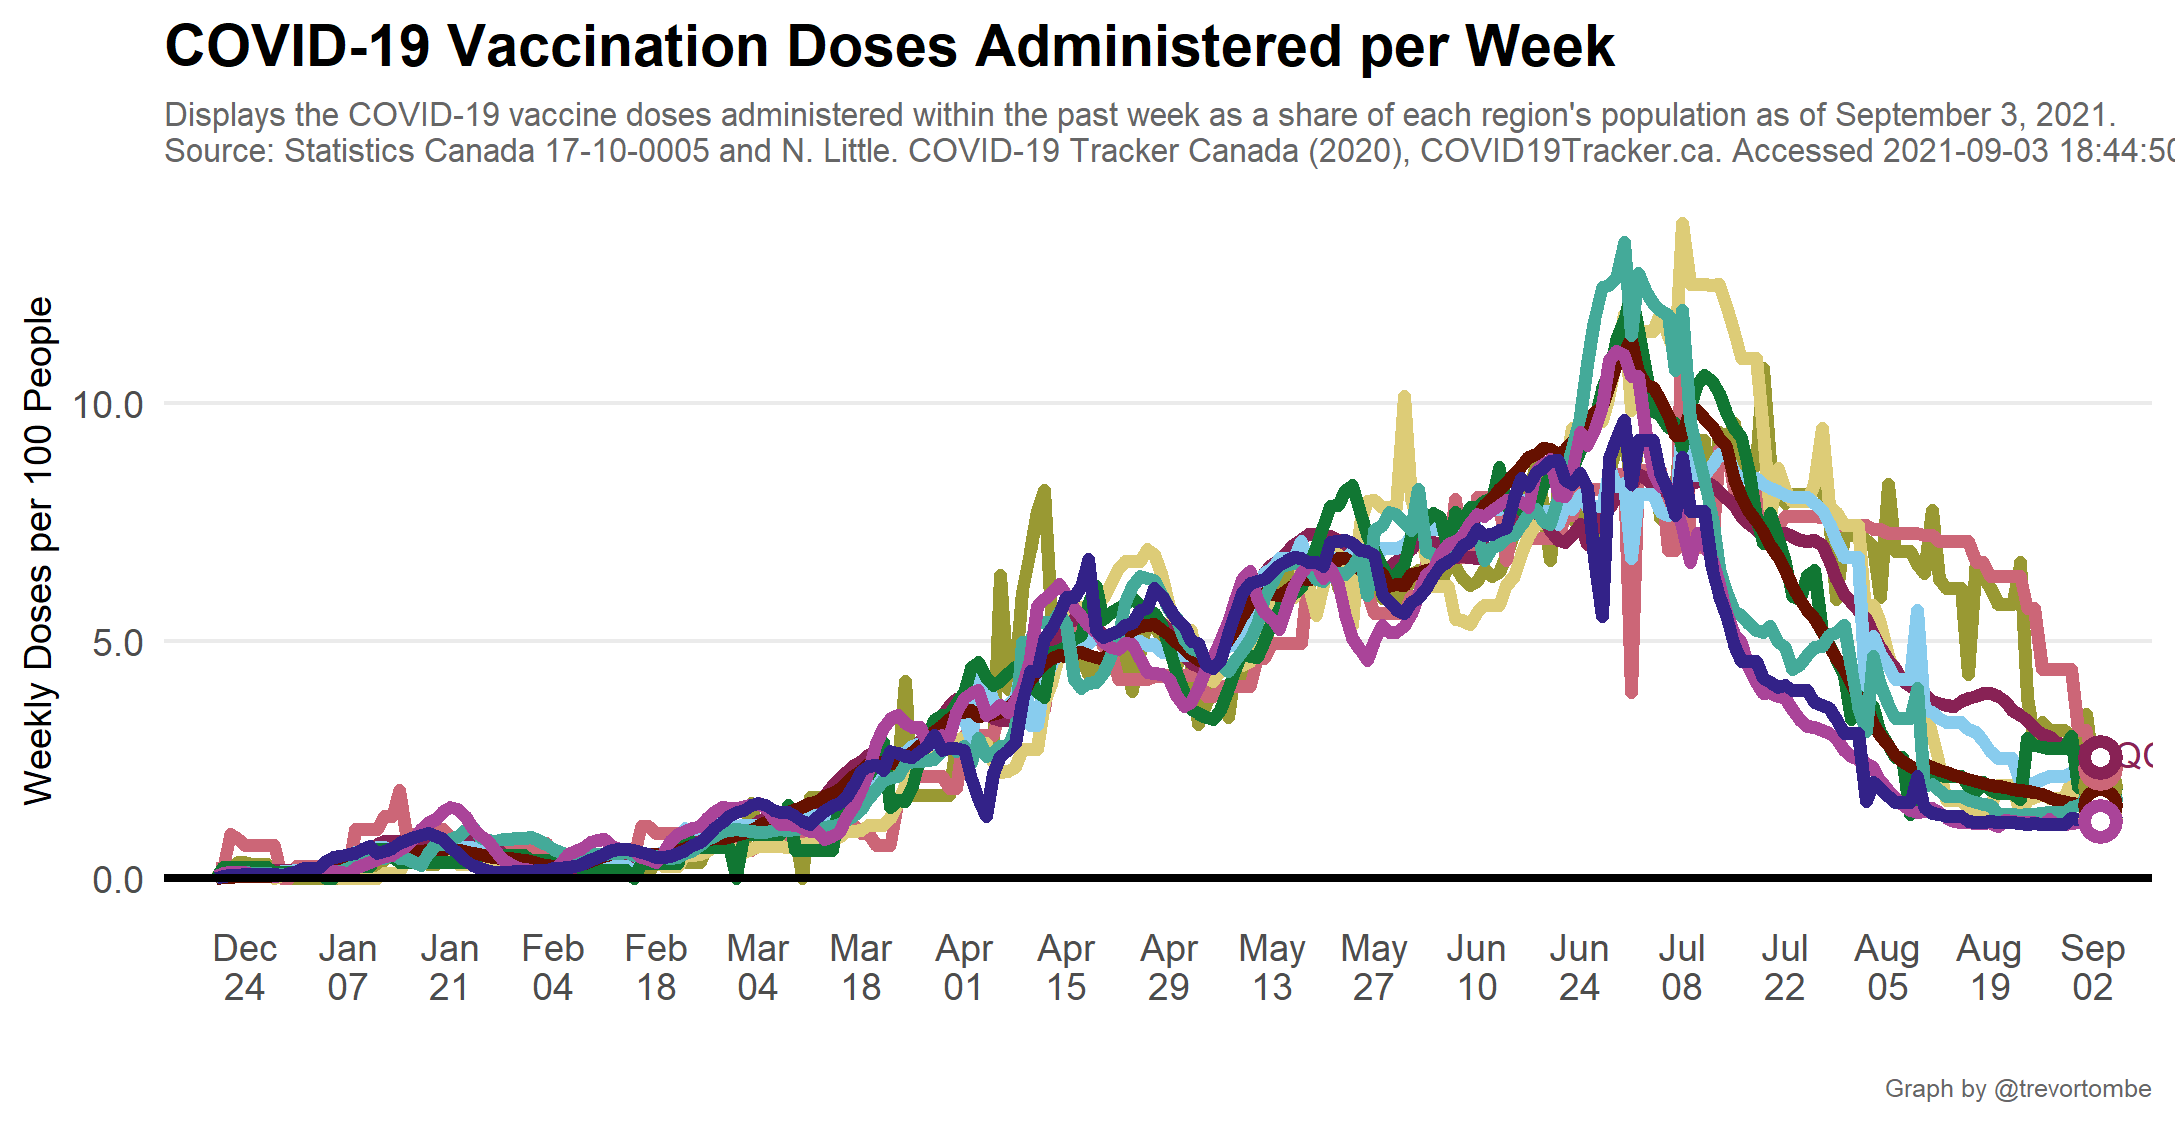 COVID-19 Vaccination Doses Administered per Week
Displays the COVID-19 vaccine doses administered within the past week as a share of each region's population as of September 3, 2021.
Source: Statistics Canada 17-10-0005 and N. Little. COVID-19 Tracker Canada (2020), COVID19Tracker.ca. Accessed 2021-09-03 18:44:50
Weekly Doses per 100 People
10.0
5.0
0.0
QC
Dec Jan Jan Feb Feb Mar Mar Apr Apr Apr May May Jun Jun Jul Jul Aug Aug Sep
24 07 21 04 18 04 18 01 15 29 13 27 10 24 08 22 05 19 02
Graph by @trevortombe